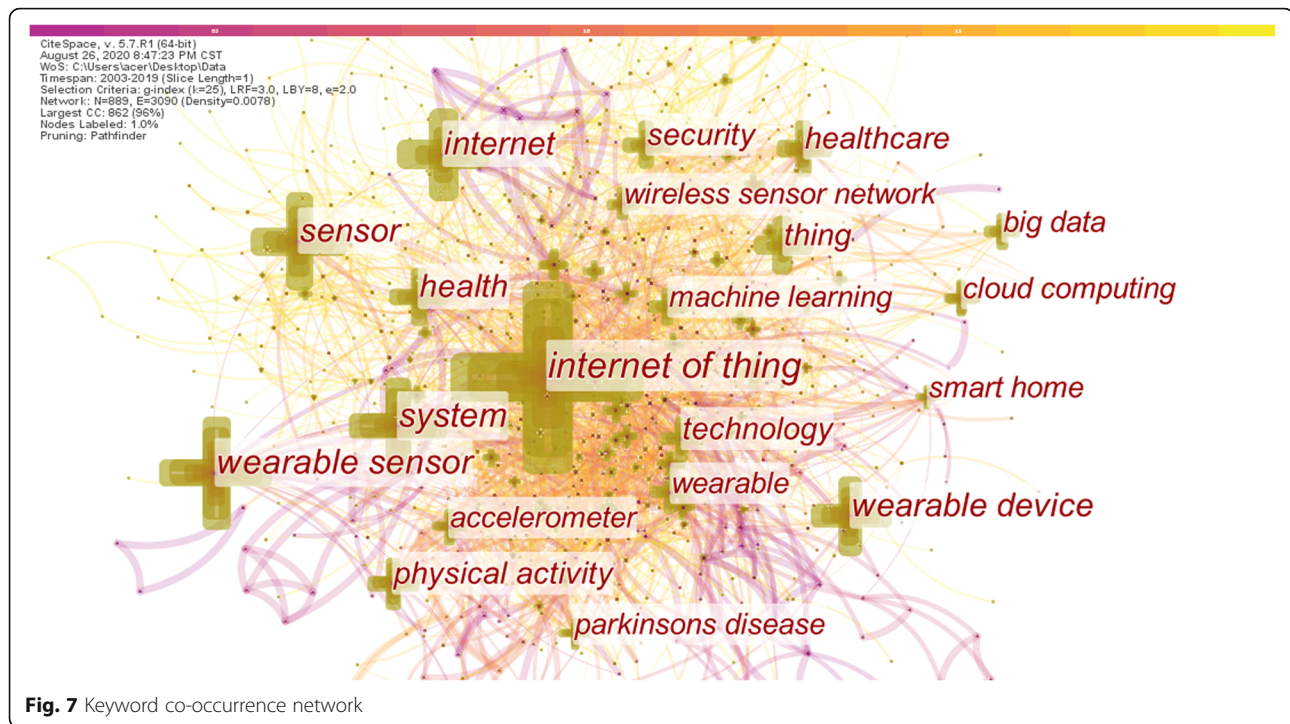 05 10 15
CiteSpace, v. 5.7.R1 (64-bit)
August 26, 2020 8:47:23 PM CST
WoS: C:\Users\acer\Desktop\Data
Timespan: 2003-2019 (Slice Length=1)
Selection Criteria: g-index (k=25), LRF=3.0, LBY=8, e=2.0
Network: N=889, E=3090 (Density=0.0078)
Largest CC: 862 (96%)
Nodes Labeled: 1.0%
Pruning: Pathfinder
internet
security
healthcare
wireless sensor network
big data
sensor
thing
health
machine learning
cloud computing
internet of thing
smart home
system
technology
wearable sensor
wearable
wearable device
accelerometer
physical activity
parkinsons disease
Fig. 7 Keyword co-occurrence network